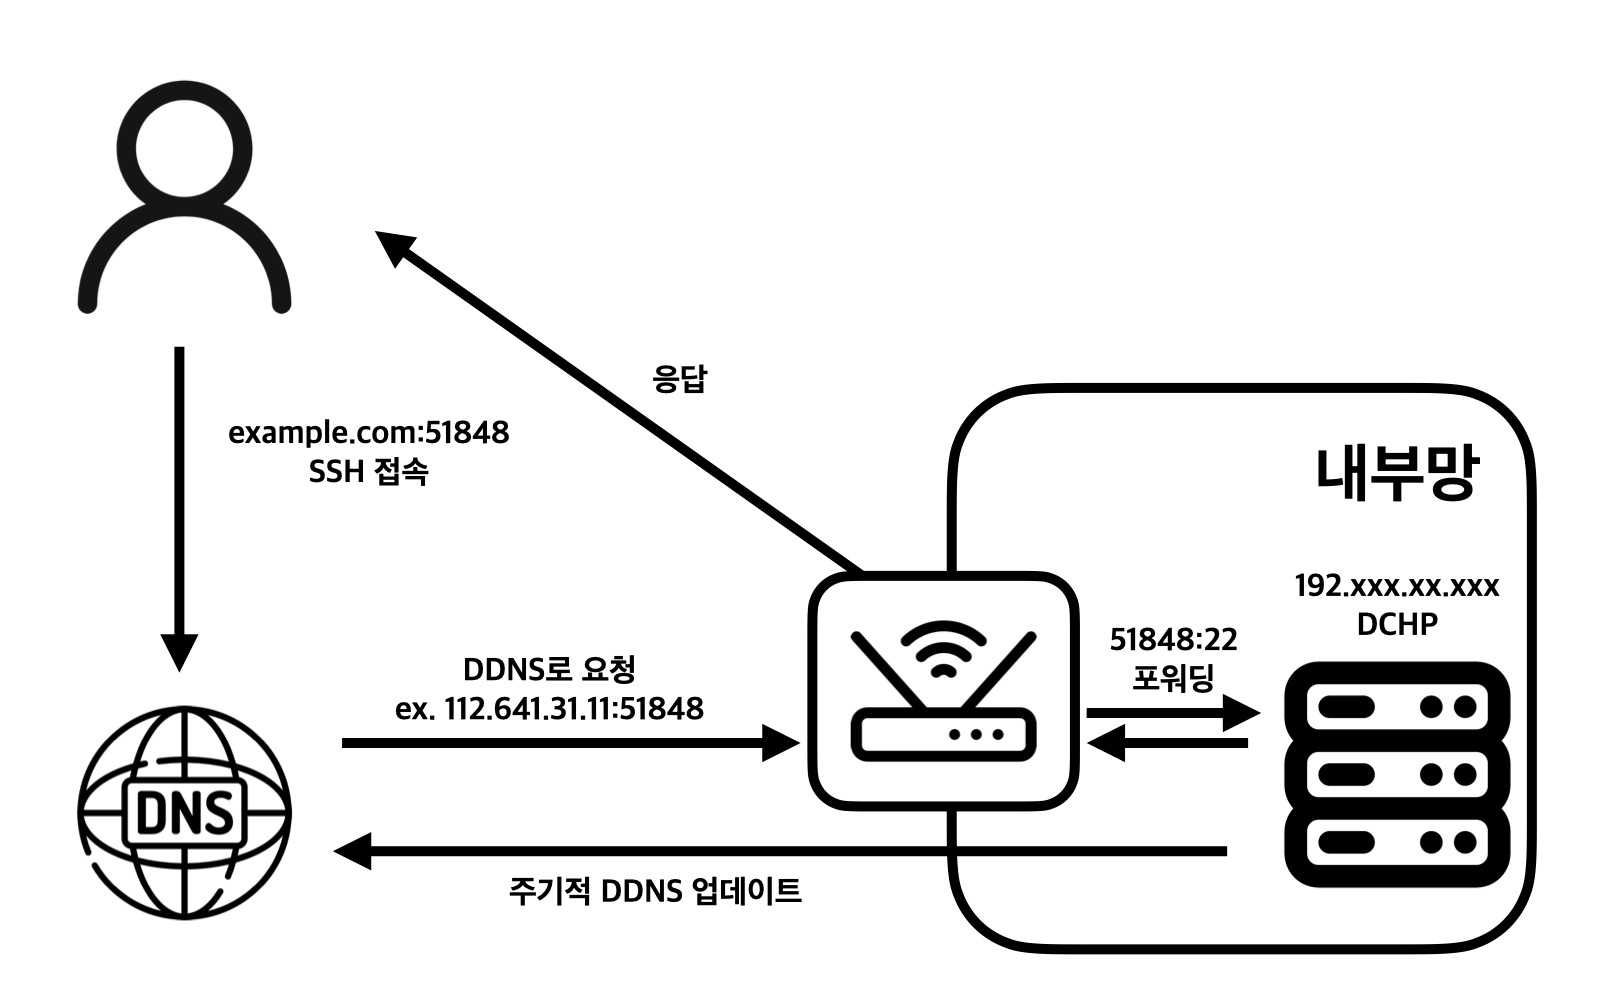 응답
example.com:51848
SSH 접속
내부망
192.xxx.xx.xxx
DCHP
51848:22
포워딩
DDNS로 요청
ex. 112.641.31.11:51848
DNS
주기적 DDNS 업데이트